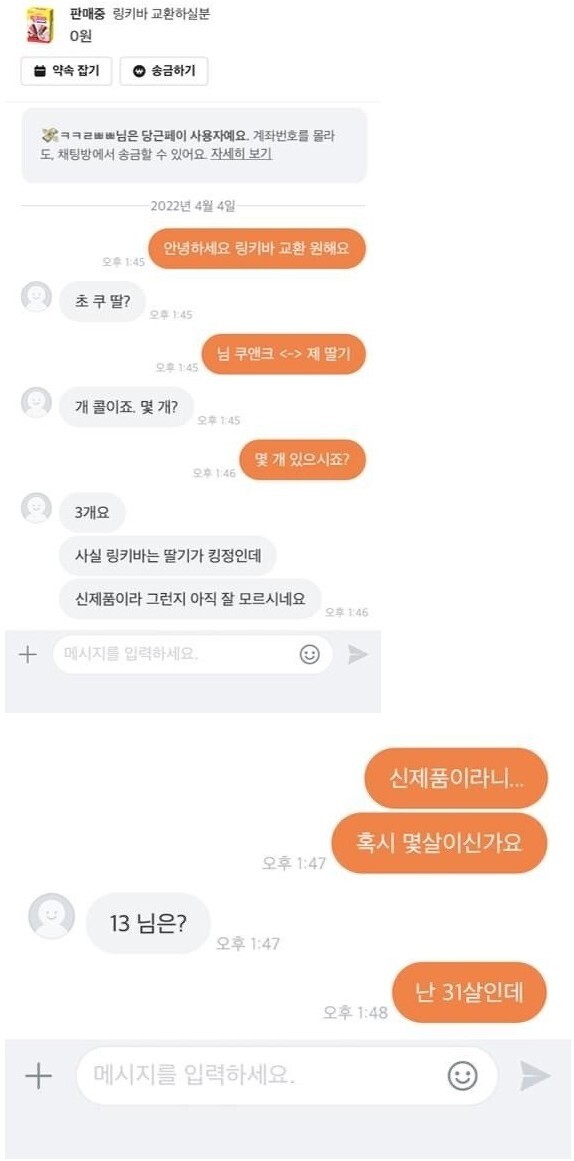 판매중 링키바 교환하실분
0원
약속 잡기
송금하기
💸ㅋㅋㄹㅃㅃ님은 당근페이 사용자예요. 계좌번호를 몰라
도, 채팅방에서 송금할 수 있어요. 자세히 보기
2022년 4월 4일
안녕하세요 링키바 교환 원해요
오후 1:45
초 쿠 딸?
오후 1:45
님 쿠앤크 <-> 제 딸기
오후 1:45
개 콜이죠. 몇 개?
오후 1:45
몇 개 있으시죠?
오후 1:46
3개요
사실 링키바는 딸기가 킹정인데
신제품이라 그런지 아직 잘 모르시네요
오후 1:46
메시지를 입력하세요.
신제품이라니...
혹시 몇살이신가요
오후 1:47
13 님은?
오후 1:47
난 31살인데
오후 1:48
메시지를 입력하세요.